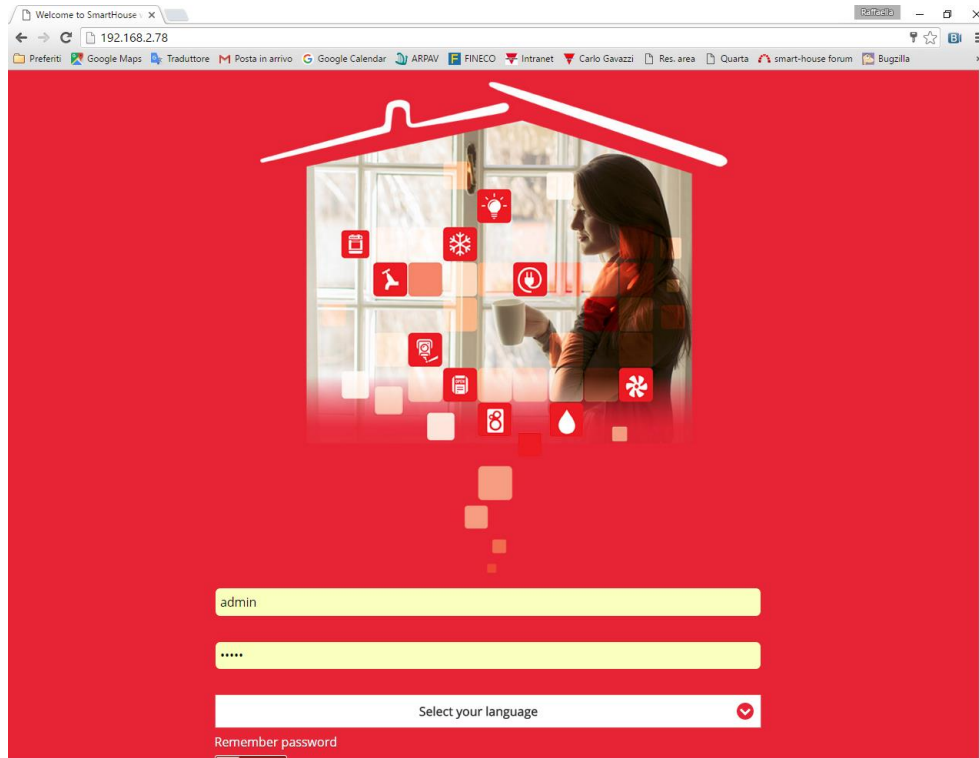 Welcome to SmartHouse
Raffaella
192.168.2.78
Preferiti Google Maps Traduttore Posta in arrivo Google Calendar ARPAV FINECO Intranet Carlo Gavazzi Res. area Quarta smart-house forum Bugzilla
OPEN
admin
•••••
Select your language
Remember password